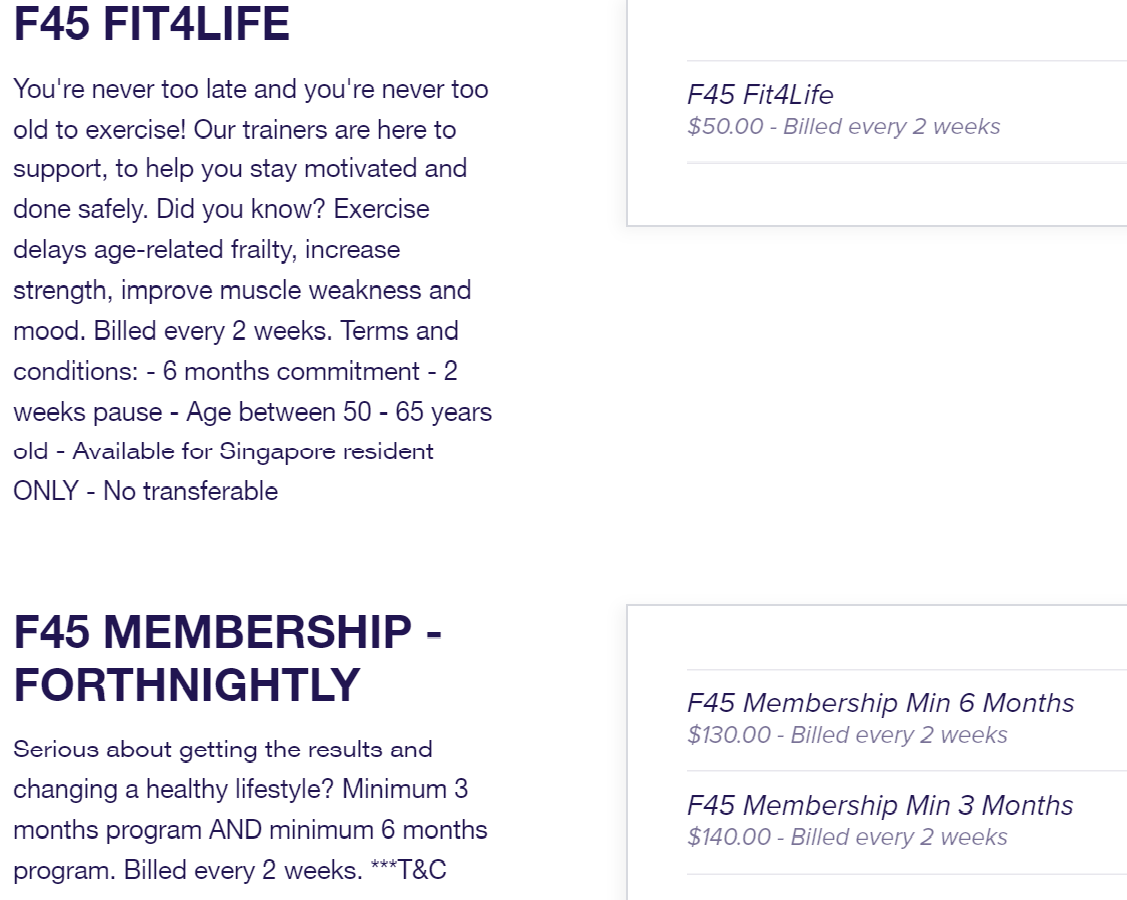 F45 FIT4LIFE
You're never too late and you're never too
old to exercise! Our trainers are here to
support, to help you stay motivated and
done safely. Did you know? Exercise
delays age-related frailty, increase
strength, improve muscle weakness and
mood. Billed every 2 weeks. Terms and
conditions: - 6 months commitment - 2
weeks pause - Age between 50 - 65 years
old - Available for Singapore resident
ONLY - No transferable
F45 Fit4Life
$50.00 - Billed every 2 weeks
F45 MEMBERSHIP -
FORTHNIGHTLY
Serious about getting the results and
changing a healthy lifestyle? Minimum 3
months program AND minimum 6 months
program. Billed every 2 weeks. ***T&C
F45 Membership Min 6 Months
$130.00 - Billed every 2 weeks
F45 Membership Min 3 Months
$140.00 - Billed every 2 weeks